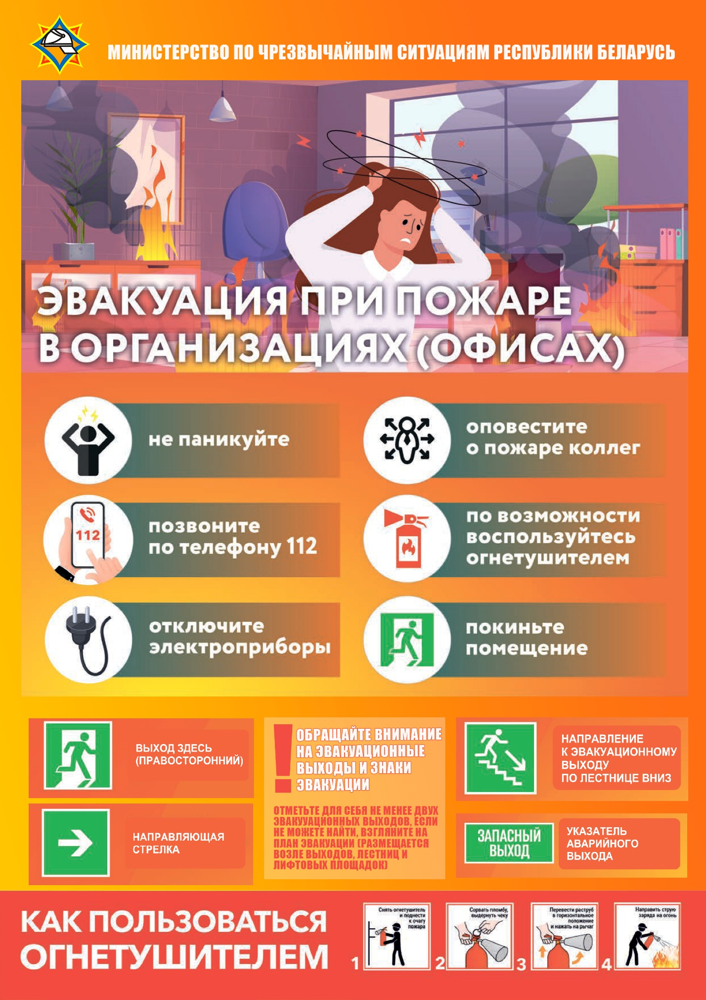 МИНИСТЕРСТВО ПО ЧРЕЗВЫЧАЙНЫМ СИТУАЦИЯМ РЕСПУБЛИКИ БЕЛАРУСЬ
ЭВАКУАЦИЯ ПРИ ПОЖАРЕ
В ОРГАНИЗАЦИЯХ (ОФИСАХ)
не паникуйте
оповестите
о пожаре коллег
112
позвоните
по телефону 112
по возможности
воспользуйтесь
огнетушителем
отключите
электроприборы
покиньте
помещение
ВЫХОД ЗДЕСЬ
(ПРАВОСТОРОННИЙ)
НАПРАВЛЯЮЩАЯ
СТРЕЛКА
! ОБРАЩАЙТЕ ВНИМАНИЕ
НА ЭВАКУАЦИОННЫЕ
ВЫХОДЫ И ЗНАКИ
ЭВАКУАЦИИ
ОТМЕТЬТЕ ДЛЯ СЕБЯ НЕ МЕНЕЕ ДВУХ
ЭВАКУУАЦИОННЫХ ВЫХОДОВ, ЕСЛИ
НЕ МОЖЕТЕ НАЙТИ, ВЗГЛЯНИТЕ НА
ПЛАН ЭВАКУАЦИИ (РАЗМЕЩАЕТСЯ
ВОЗЛЕ ВЫХОДОВ, ЛЕСТНИЦ И
ЛИФТОВЫХ ПЛОЩАДОК)
НАПРАВЛЕНИЕ
К ЭВАКУАЦИОННОМУ
ВЫХОДУ
ПО ЛЕСТНИЦЕ ВНИЗ
ЗАПАСНЫЙ
ВЫХОД
УКАЗАТЕЛЬ
АВАРИЙНОГО
ВЫХОДА
КАК ПОЛЬЗОВАТЬСЯ
ОГНЕТУШИТЕЛЕМ
1
Снять огнетушитель
и поднести
к очагу
пожара
2
Сорвать пломбу,
выдернуть чеку
3
Перевести раструб
в горизонтальное
положение
и нажать на рычаг
4
Направить струю
заряда на огонь